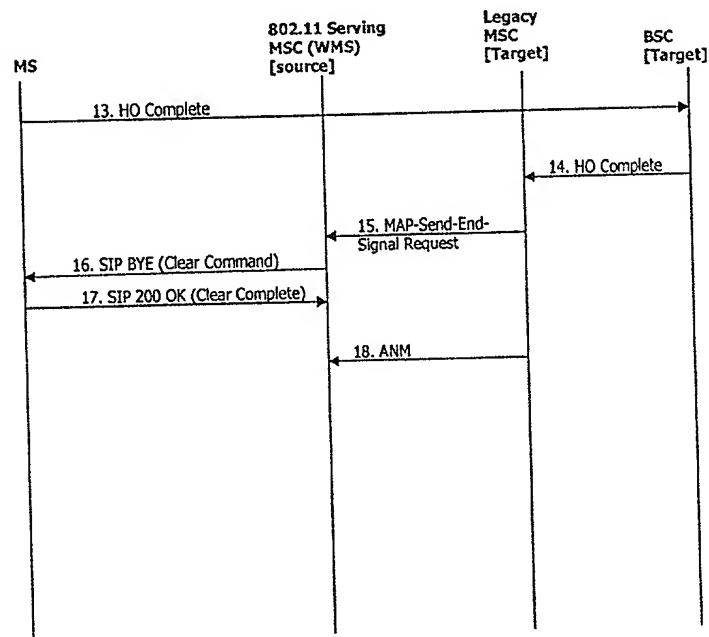 MS
802.11 Serving
MSC (WMS)
[source]
Legacy
MSC
[Target]
BSC
[Target]
13. HO Complete
14. HO Complete
15. MAP-Send-End-
Signal Request
16. SIP BYE (Clear Command)
17. SIP 200 OK (Clear Complete)
18. ANM